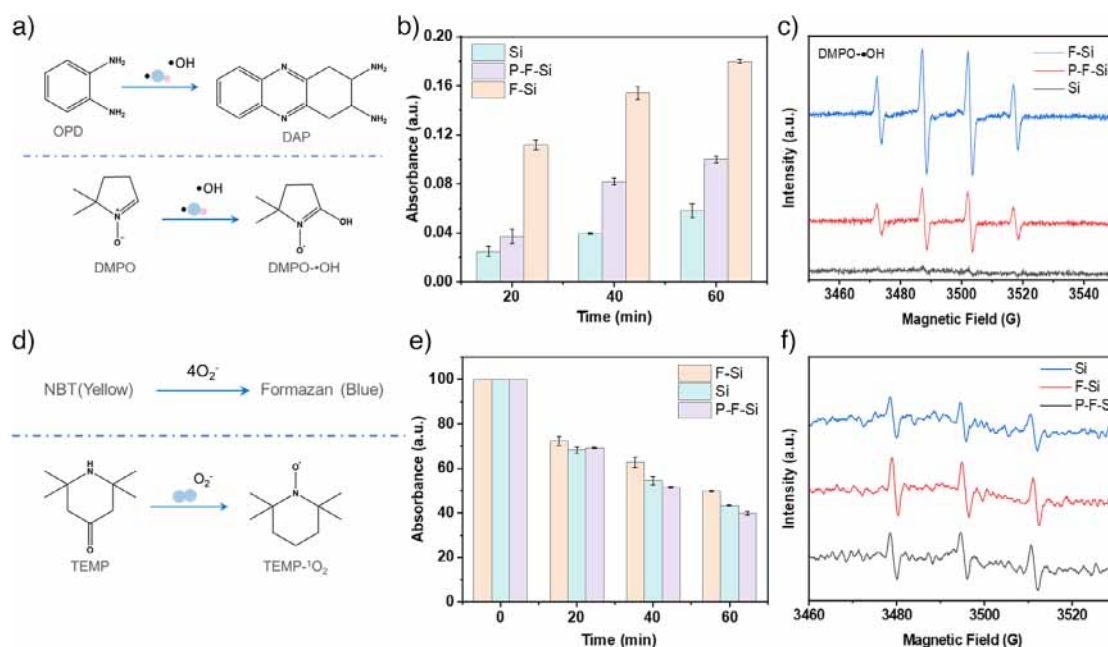 a)
•OH
NH₂
NH₂
OPD
N
N
NH₂
NH₂
DAP
•OH
N⁺
O⁻
DMPO
N
OH
O•
DMPO-•OH
b)
0.20
0.16
0.12
0.08
0.04
0.00
Absorbance (a.u.)
Si
P-F-Si
F-Si
20
40
60
Time (min)
c)
DMPO-•OH
F-Si
P-F-Si
Si
Intensity (a.u.)
3460
3480
3500
3520
3540
Magnetic Field (G)
d)
NBT(Yellow)
4O₂⁻
Formazan (Blue)
H
N
O
TEMP
O₂⁻
O•
N
TEMP-¹O₂
e)
100
80
60
40
20
0
Absorbance (a.u.)
F-Si
Si
P-F-Si
0
20
40
60
Time (min)
f)
Si
F-Si
P-F-Si
Intensity (a.u.)
3460
3480
3500
3520
Magnetic Field (G)